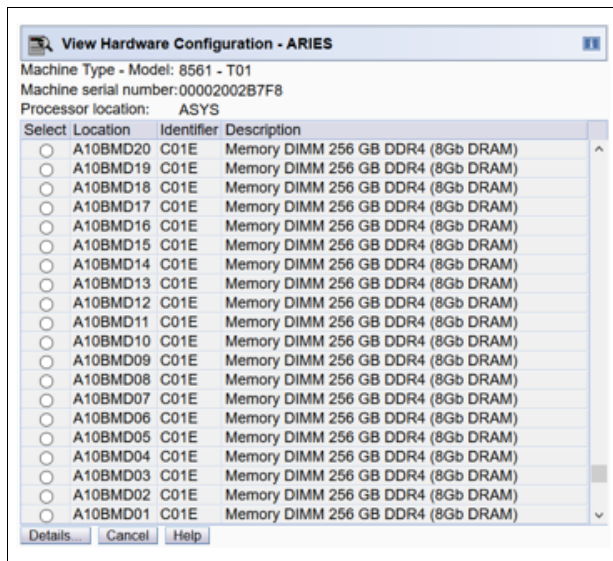 View Hardware Configuration - ARIES
Machine Type - Model: 8561 - T01
Machine serial number:00002002B7F8
Processor location: ASYS
Select Location Identifier Description
A10BMD20 C01E Memory DIMM 256 GB DDR4 (8Gb DRAM)
A10BMD19 C01E Memory DIMM 256 GB DDR4 (8Gb DRAM)
A10BMD18 C01E Memory DIMM 256 GB DDR4 (8Gb DRAM)
A10BMD17 C01E Memory DIMM 256 GB DDR4 (8Gb DRAM)
A10BMD16 C01E Memory DIMM 256 GB DDR4 (8Gb DRAM)
A10BMD15 C01E Memory DIMM 256 GB DDR4 (8Gb DRAM)
A10BMD14 C01E Memory DIMM 256 GB DDR4 (8Gb DRAM)
A10BMD13 C01E Memory DIMM 256 GB DDR4 (8Gb DRAM)
A10BMD12 C01E Memory DIMM 256 GB DDR4 (8Gb DRAM)
A10BMD11 C01E Memory DIMM 256 GB DDR4 (8Gb DRAM)
A10BMD10 C01E Memory DIMM 256 GB DDR4 (8Gb DRAM)
A10BMD09 C01E Memory DIMM 256 GB DDR4 (8Gb DRAM)
A10BMD08 C01E Memory DIMM 256 GB DDR4 (8Gb DRAM)
A10BMD07 C01E Memory DIMM 256 GB DDR4 (8Gb DRAM)
A10BMD06 C01E Memory DIMM 256 GB DDR4 (8Gb DRAM)
A10BMD05 C01E Memory DIMM 256 GB DDR4 (8Gb DRAM)
A10BMD04 C01E Memory DIMM 256 GB DDR4 (8Gb DRAM)
A10BMD03 C01E Memory DIMM 256 GB DDR4 (8Gb DRAM)
A10BMD02 C01E Memory DIMM 256 GB DDR4 (8Gb DRAM)
A10BMD01 C01E Memory DIMM 256 GB DDR4 (8Gb DRAM)
Details... Cancel Help